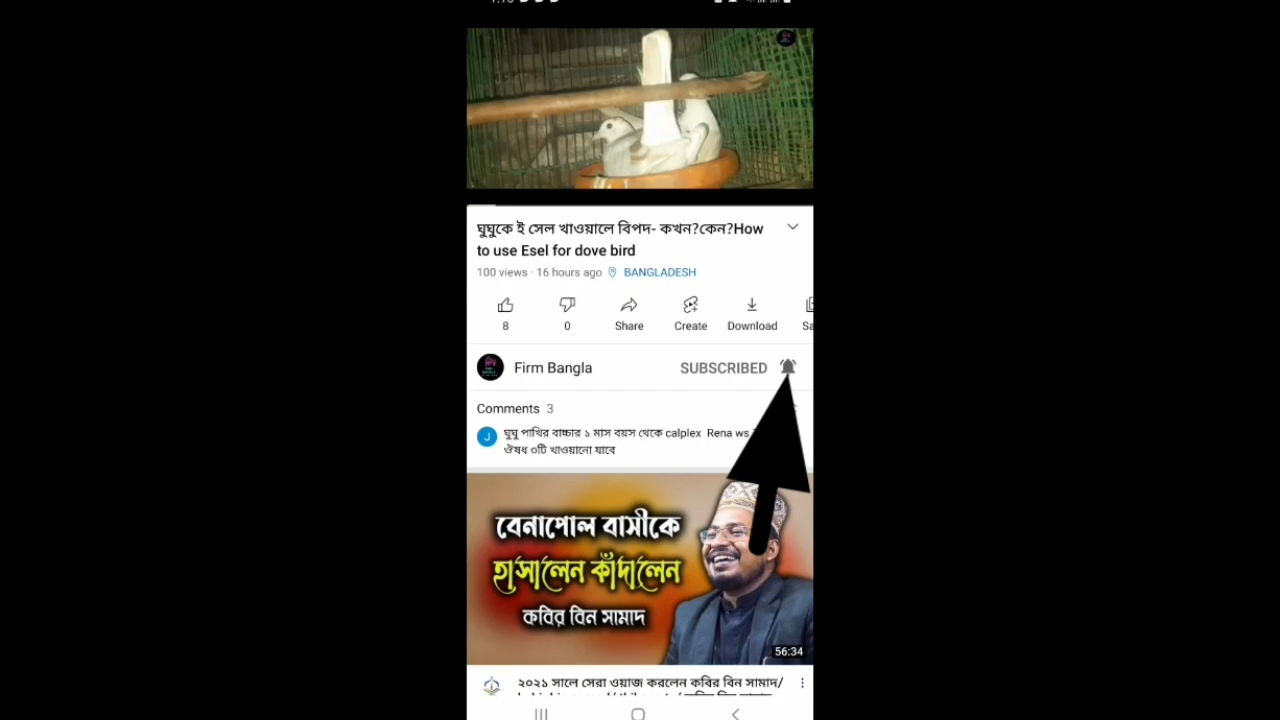 ঘুঘুকে ই সেল খাওয়ালে বিপদ- কখন?কেন?How
to use Esel for dove bird
100 views · 16 hours ago BANGLADESH
8 0 Share Create Download Sa
Firm Bangla SUBSCRIBED
Comments 3
J ঘুঘু পাখির বাচ্চার ১ মাস বয়স থেকে calplex Rena ws
ঔষধ ৩টি খাওয়ানো যাবে
বেনাপোল বাসীকে
হাসালেন কাঁদালেন
কবির বিন সামাদ
56:34
২০২১ সালে সেরা ওয়াজ করলেন কবির বিন সামাদ/